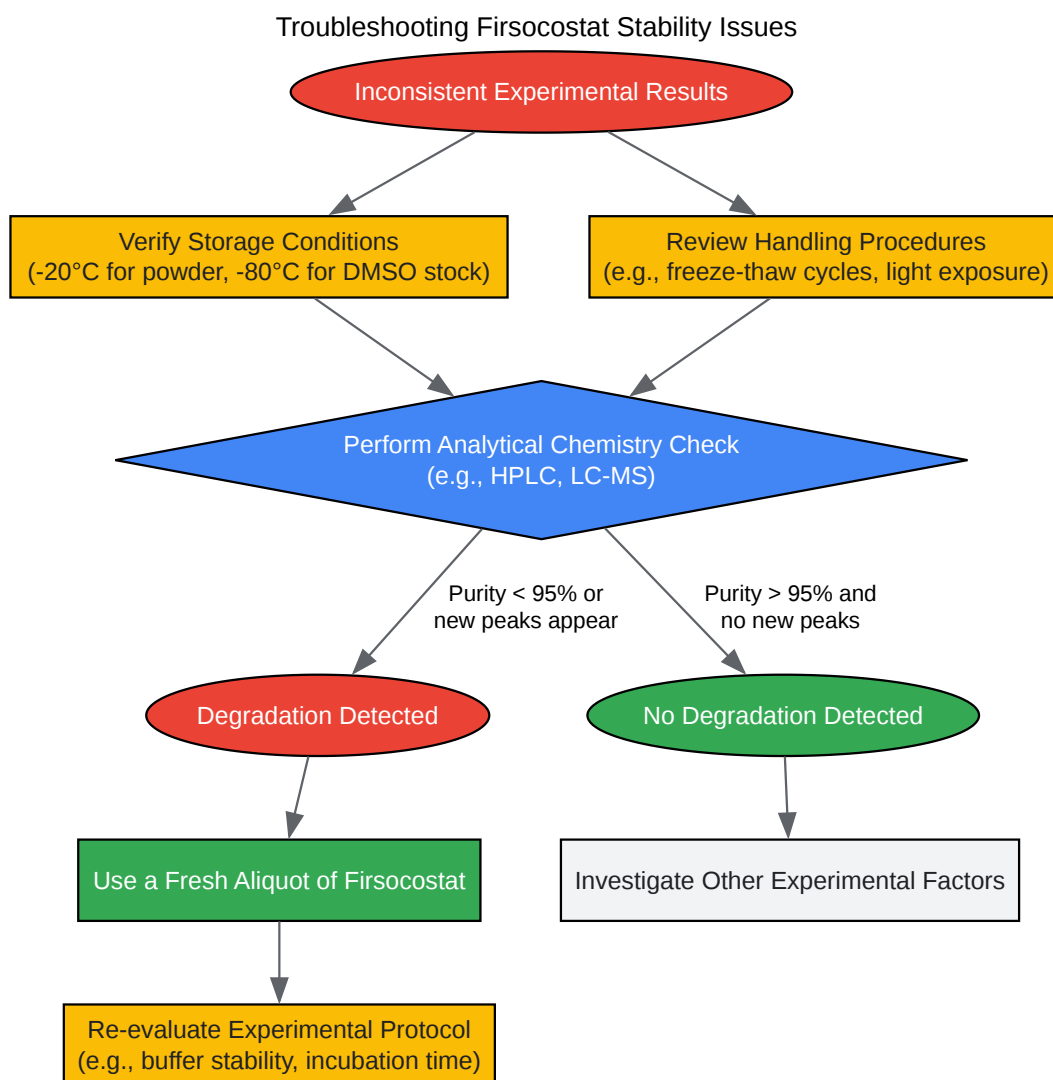 Troubleshooting Firsocostat Stability Issues
Inconsistent Experimental Results
Verify Storage Conditions
(-20°C for powder, -80°C for DMSO stock)
Review Handling Procedures
(e.g., freeze-thaw cycles, light exposure)
Perform Analytical Chemistry Check
(e.g., HPLC, LC-MS)
Purity < 95% or
new peaks appear
Purity > 95% and
no new peaks
Degradation Detected
No Degradation Detected
Use a Fresh Aliquot of Firsocostat
Investigate Other Experimental Factors
Re-evaluate Experimental Protocol
(e.g., buffer stability, incubation time)